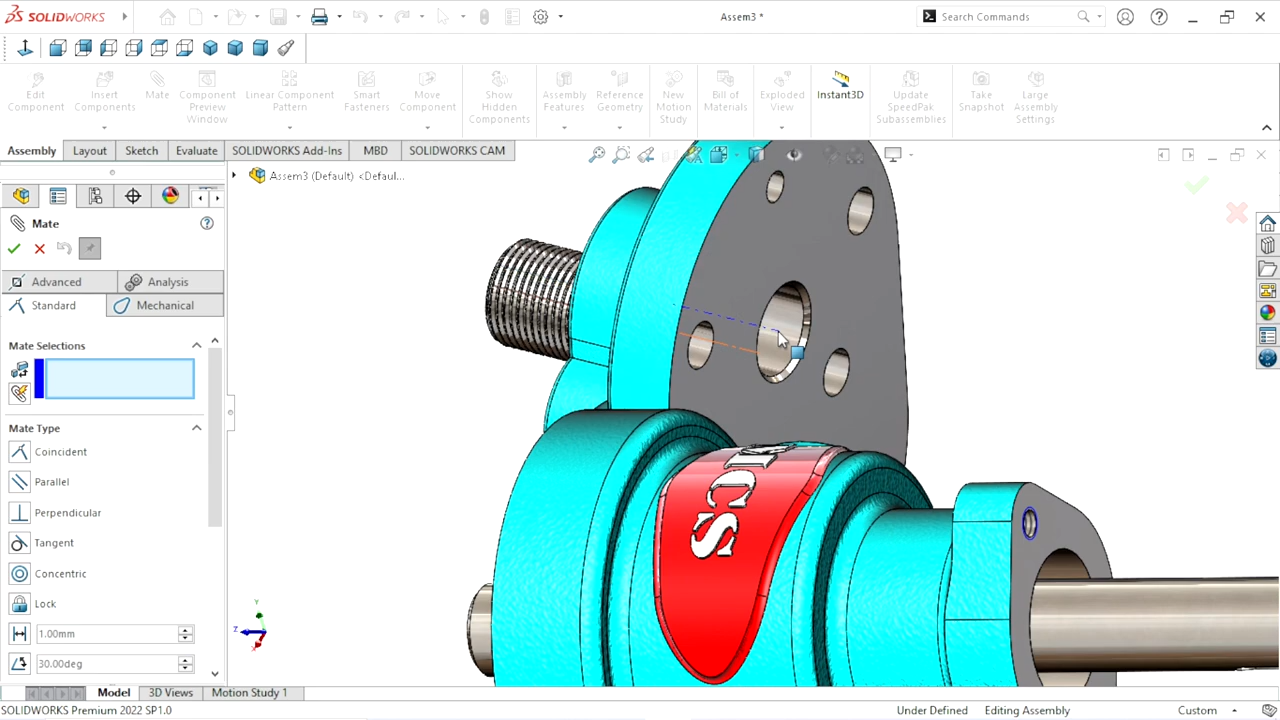 SOLIDWORKS
Assem3 *
Search Commands
Edit Component
Insert Components
Mate
Component Preview Window
Linear Component Pattern
Smart Fasteners
Move Component
Show Hidden Components
Assembly Features
Reference Geometry
New Motion Study
Bill of Materials
Exploded View
Instant3D
Update SpeedPak Subassemblies
Take Snapshot
Large Assembly Settings
Assembly
Layout
Sketch
Evaluate
SOLIDWORKS Add-Ins
MBD
SOLIDWORKS CAM
Assem3 (Default) <Defaul...
Mate
Advanced
Analysis
Standard
Mechanical
Mate Selections
Mate Type
Coincident
Parallel
Perpendicular
Tangent
Concentric
Lock
1.00mm
30.00deg
MCS
Y
Z
X
Model
3D Views
Motion Study 1
SOLIDWORKS Premium 2022 SP1.0
Under Defined
Editing Assembly
Custom